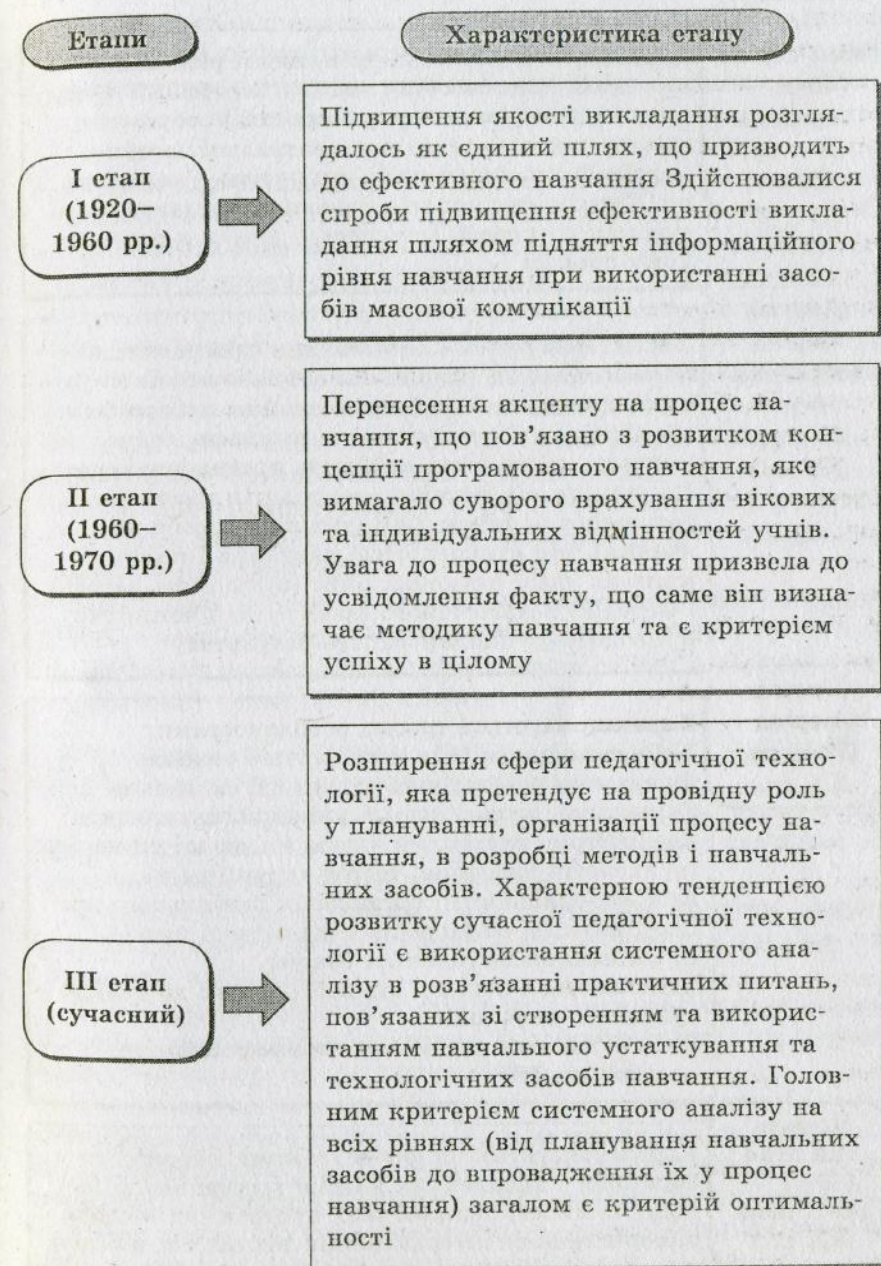 Етапи
Характеристика етапу
І етап
(1920–
1960 рр.)
Підвищення якості викладання розгля-
далось як єдиний шлях, що призводить
до ефективного навчання Здійснювалися
спроби підвищення ефективності викла-
дання шляхом підняття інформаційного
рівня навчання при використанні засо-
бів масової комунікації
ІІ етап
(1960–
1970 рр.)
Перенесення акценту на процес на-
вчання, що пов’язано з розвитком кон-
цепції програмованого навчання, яке
вимагало суворого врахування вікових
та індивідуальних відмінностей учнів.
Увага до процесу навчання призвела до
усвідомлення факту, що саме він визна-
чає методику навчання та є критерієм
успіху в цілому
ІІІ етап
(сучасний)
Розширення сфери педагогічної техно-
логії, яка претендує на провідну роль
у плануванні, організації процесу на-
вчання, в розробці методів і навчаль-
них засобів. Характерною тенденцією
розвитку сучасної педагогічної техно-
логії є використання системного ана-
лізу в розв’язанні практичних питань,
пов’язаних зі створенням та викорис-
танням навчального устаткування та
технологічних засобів навчання. Голов-
ним критерієм системного аналізу на
всіх рівнях (від планування навчальних
засобів до впровадження їх у процес
навчання) загалом є критерій оптималь-
ності